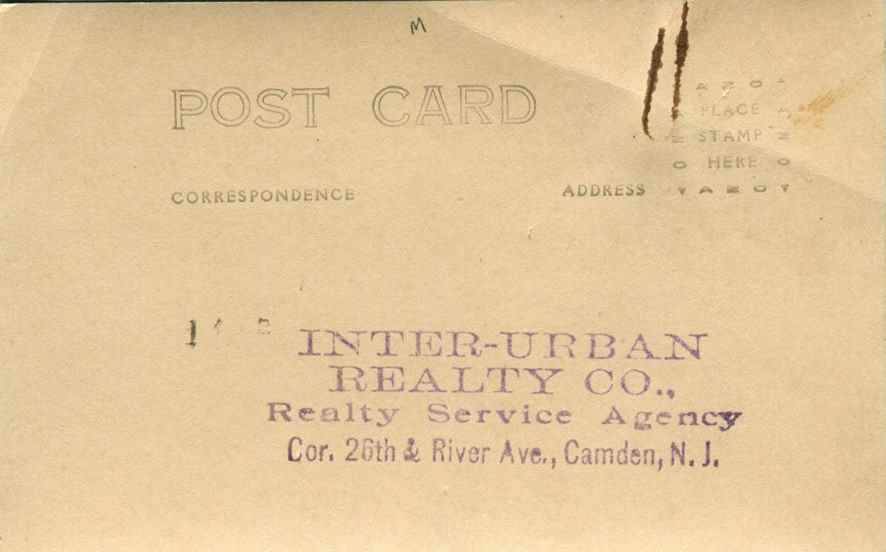 M
POST CARD
AZOA
PLACE
STAMP
HERE
CORRESPONDENCE
ADDRESS
INTER-URBAN
REALTY CO.,
Realty Service Agency
Cor. 26th & River Ave., Camden, N. J.